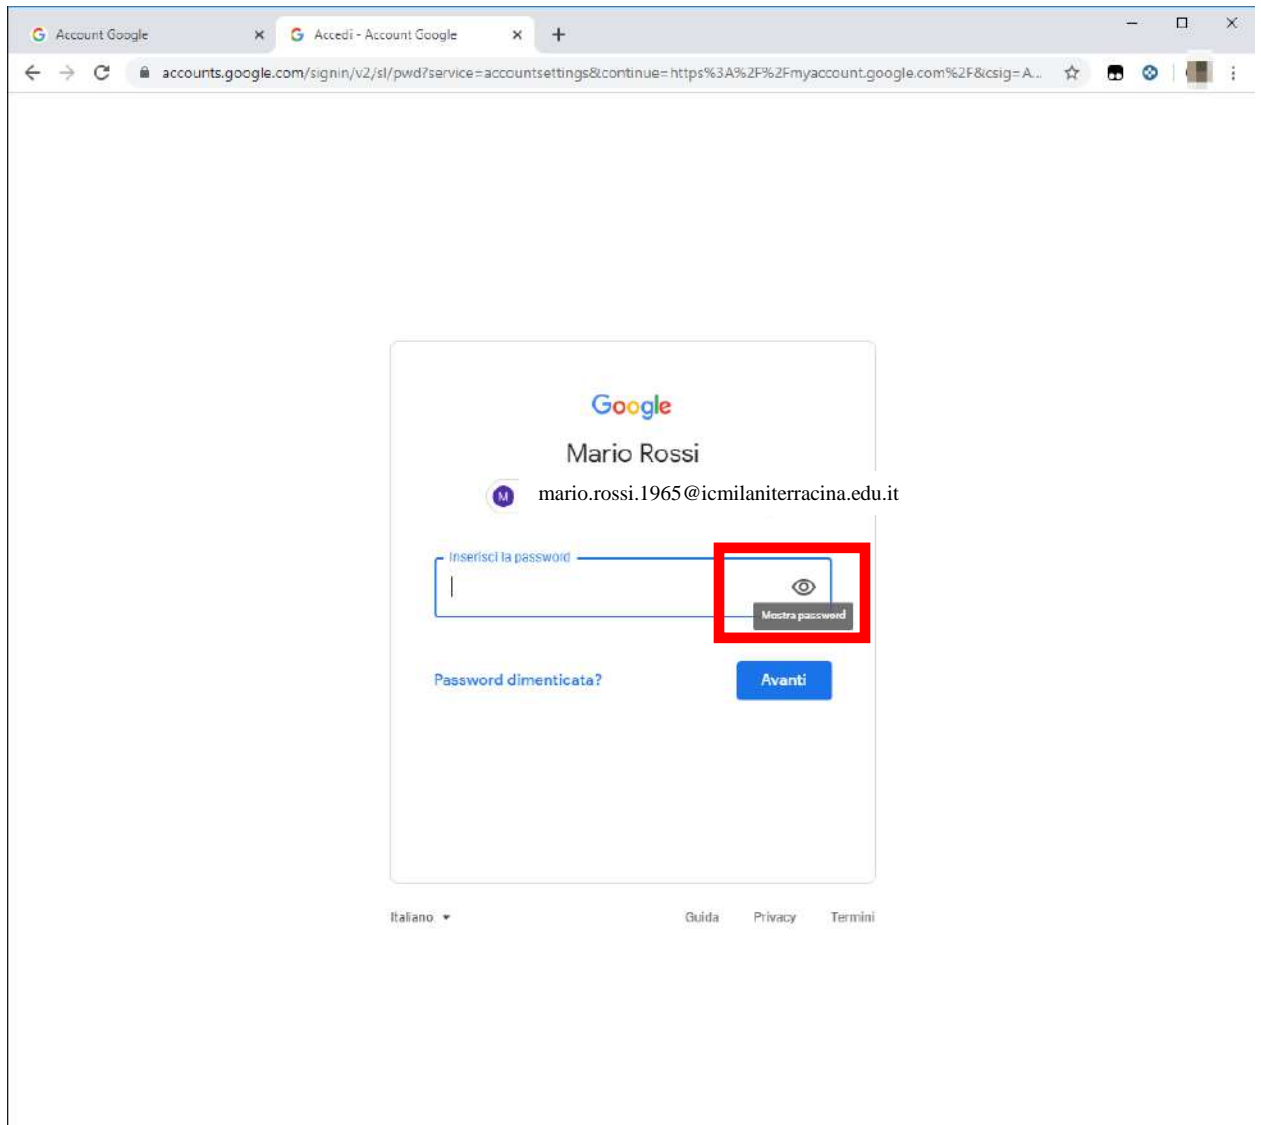 Account Google
Accedi - Account Google
accounts.google.com/signin/v2/sl/pwd?service=accountsettings&continue=https%3A%2F%2Fmyaccount.google.com%2F&csig=A...
Google
Mario Rossi
M
mario.rossi.1965@icmilaniterracina.edu.it
Inserisci la password
Mostra password
Password dimenticata?
Avanti
Italiano
Guida Privacy Termini